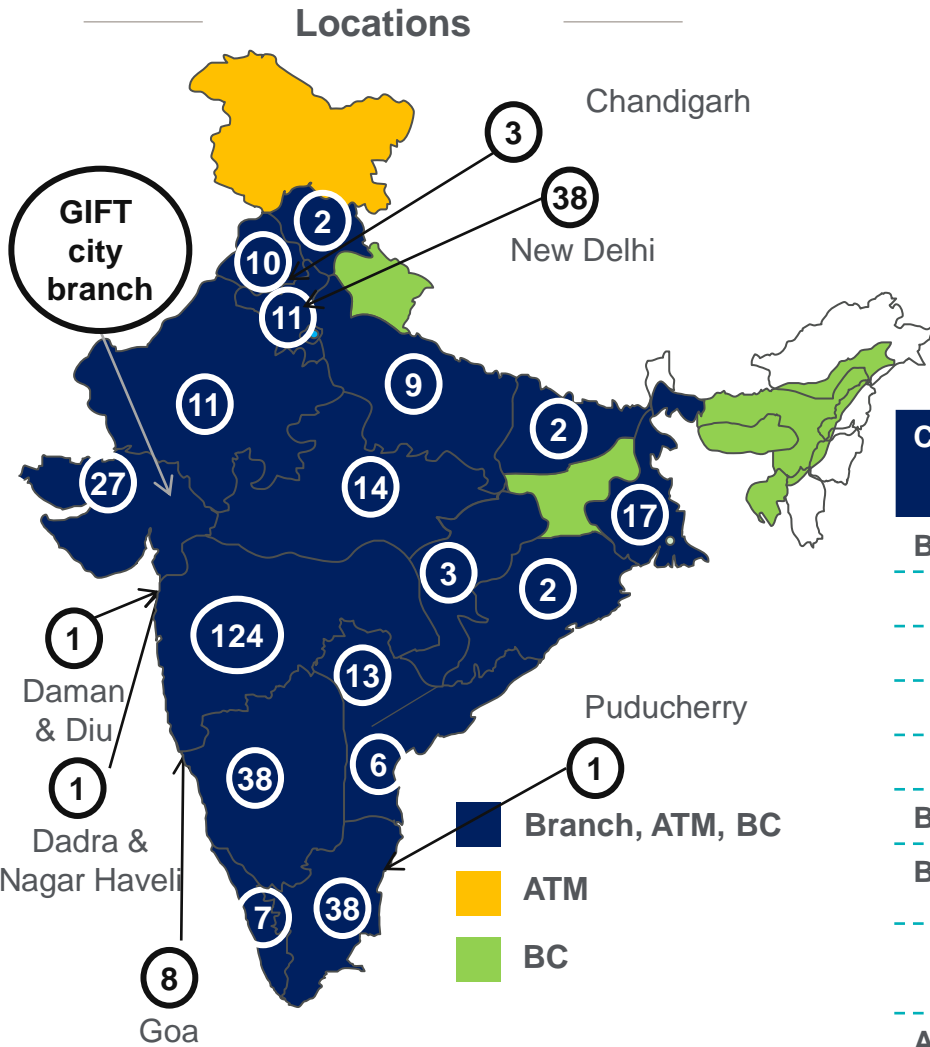 Locations
Chandigarh
3
38
New Delhi
GIFT
city
branch
2
10
11
9
11
2
27
14
17
3
2
124
13
1
Daman
& Diu
Puducherry
1
38
6
1
Dadra &
Nagar Haveli
Branch, ATM, BC
ATM
BC
7
38
8
Goa
C
B
B
B
A